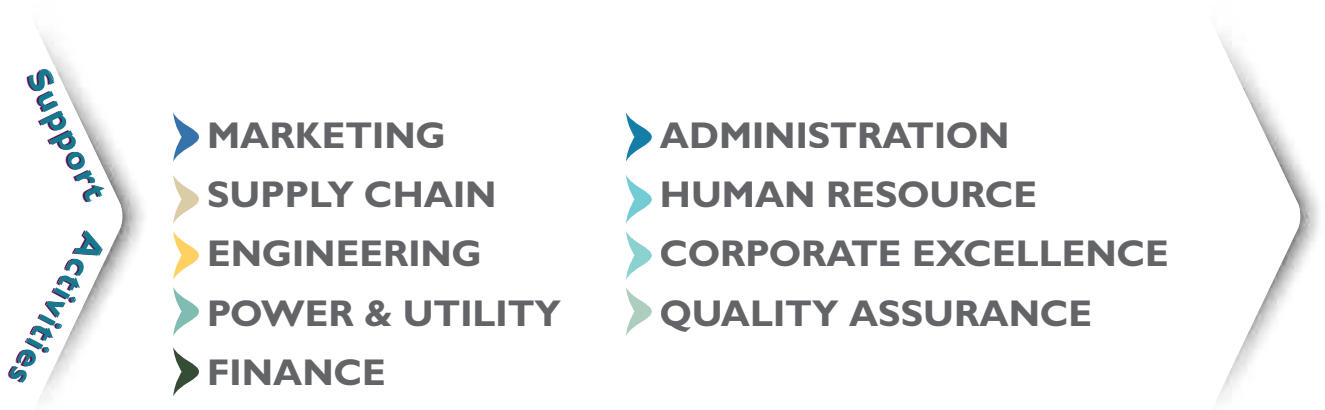 Support Activities
MARKETING
SUPPLY CHAIN
ENGINEERING
POWER & UTILITY
FINANCE
ADMINISTRATION
HUMAN RESOURCE
CORPORATE EXCELLENCE
QUALITY ASSURANCE